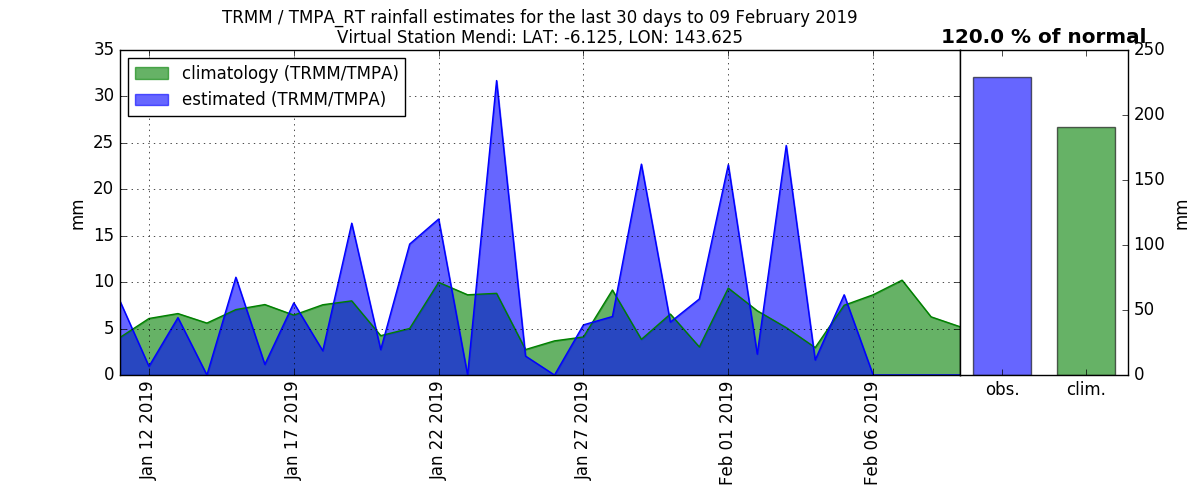 TRMM / TMPA_RT rainfall estimates for the last 30 days to 09 February 2019
Virtual Station Mendi: LAT: -6.125, LON: 143.625
120.0 % of normal
climatology (TRMM/TMPA)
estimated (TRMM/TMPA)
mm
35
30
25
20
15
10
5
0
Jan 12 2019
Jan 17 2019
Jan 22 2019
Jan 27 2019
Feb 01 2019
Feb 06 2019
obs.
clim.
250
200
150
100
50
0
mm